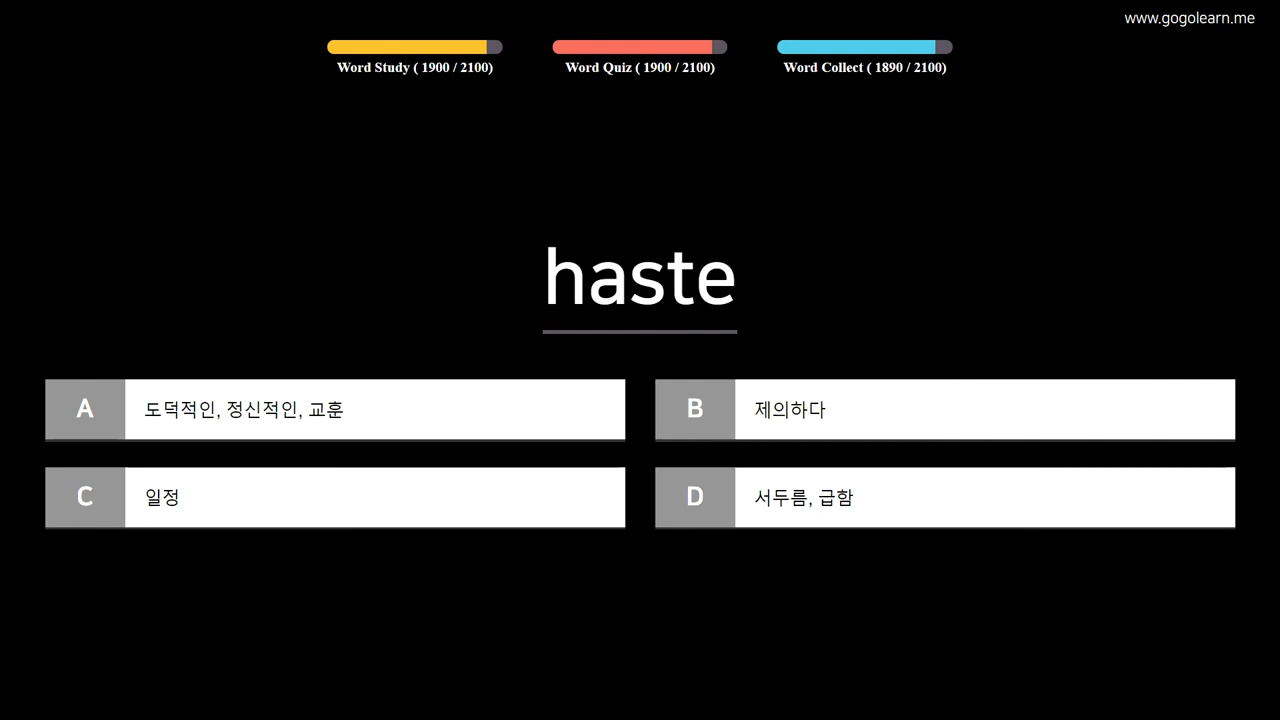 www.gogolearn.me
Word Study ( 1900 / 2100)
Word Quiz ( 1900 / 2100)
Word Collect ( 1890 / 2100)
haste
A 도덕적인, 정신적인, 교훈
B 제의하다
C 일정
D 서두름, 급함